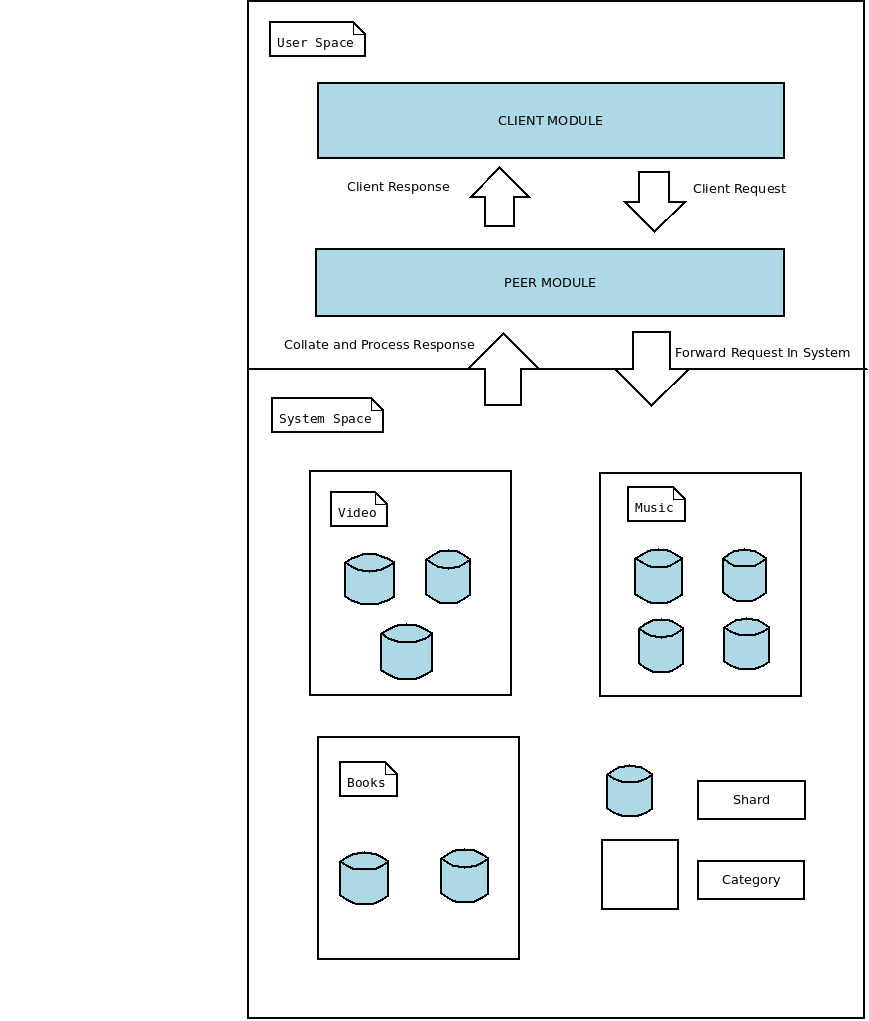 User Space
CLIENT MODULE
Client Response
Client Request
PEER MODULE
Collate and Process Response
Forward Request In System
System Space
Video
Music
Books
Shard
Category